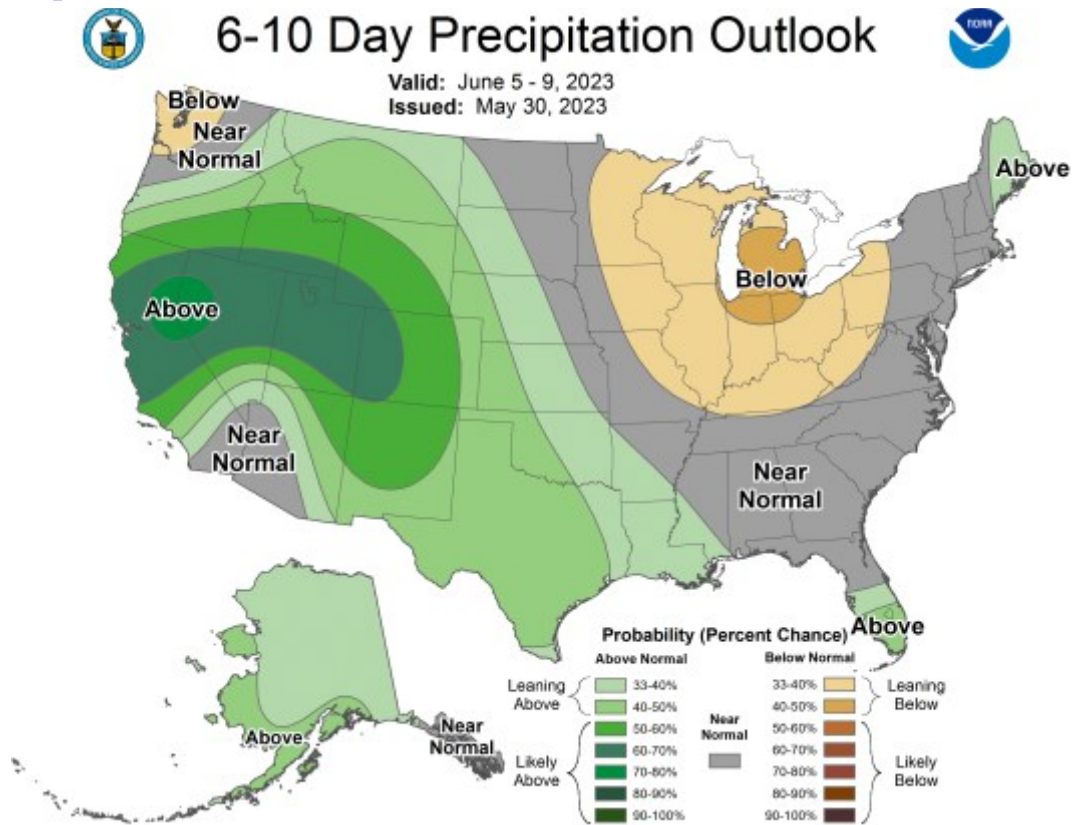 6-10 Day Precipitation Outlook
NOAA
Valid: June 5 - 9, 2023
Issued: May 30, 2023
Below
Near
Normal
Above
Above
Below
Near
Normal
Near
Normal
Above
Above
Near
Normal
Probability (Percent Chance)
Above Normal
Below Normal
Leaning
Above
33-40%
40-50%
Likely
Above
50-60%
60-70%
70-80%
80-90%
90-100%
Near
Normal
33-40%
40-50%
50-60%
60-70%
70-80%
80-90%
90-100%
Leaning
Below
Likely
Below